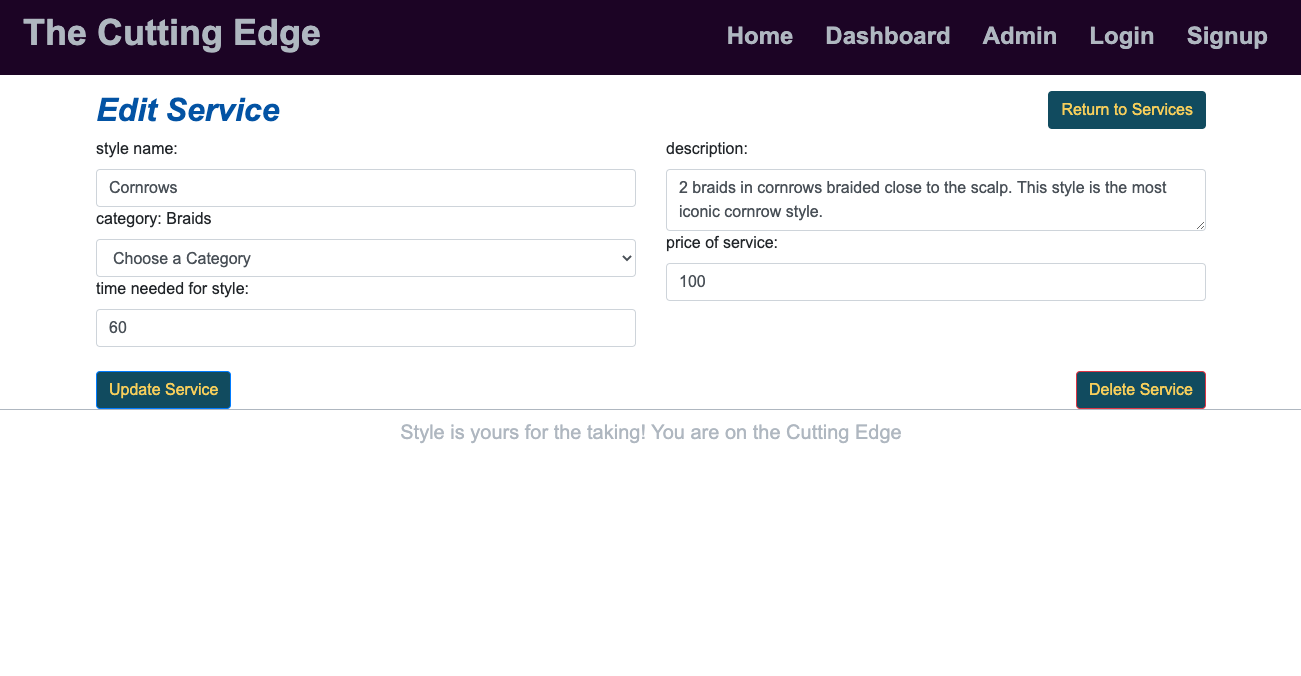 The Cutting Edge
Home Dashboard Admin Login Signup
Edit Service
Return to Services
style name:
Cornrows
category: Braids
Choose a Category
time needed for style:
60
description:
2 braids in cornrows braided close to the scalp. This style is the most
iconic cornrow style.
price of service:
100
Update Service
Delete Service
Style is yours for the taking! You are on the Cutting Edge